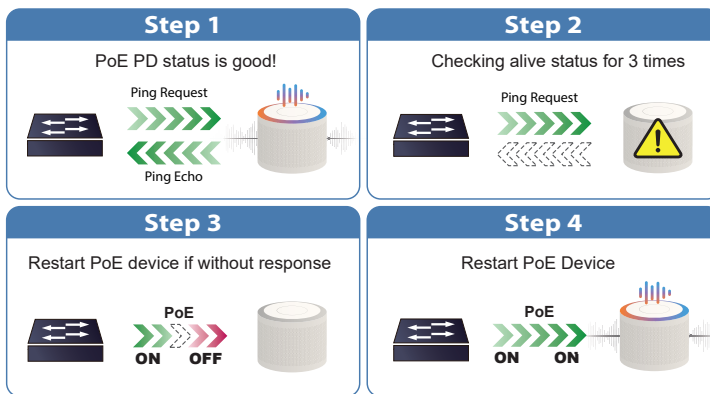 Step 1
PoE PD status is good!
Ping Request
Ping Echo
Step 2
Checking alive status for 3 times
Ping Request
Step 3
Restart PoE device if without response
PoE
ON OFF
Step 4
Restart PoE Device
PoE
ON ON